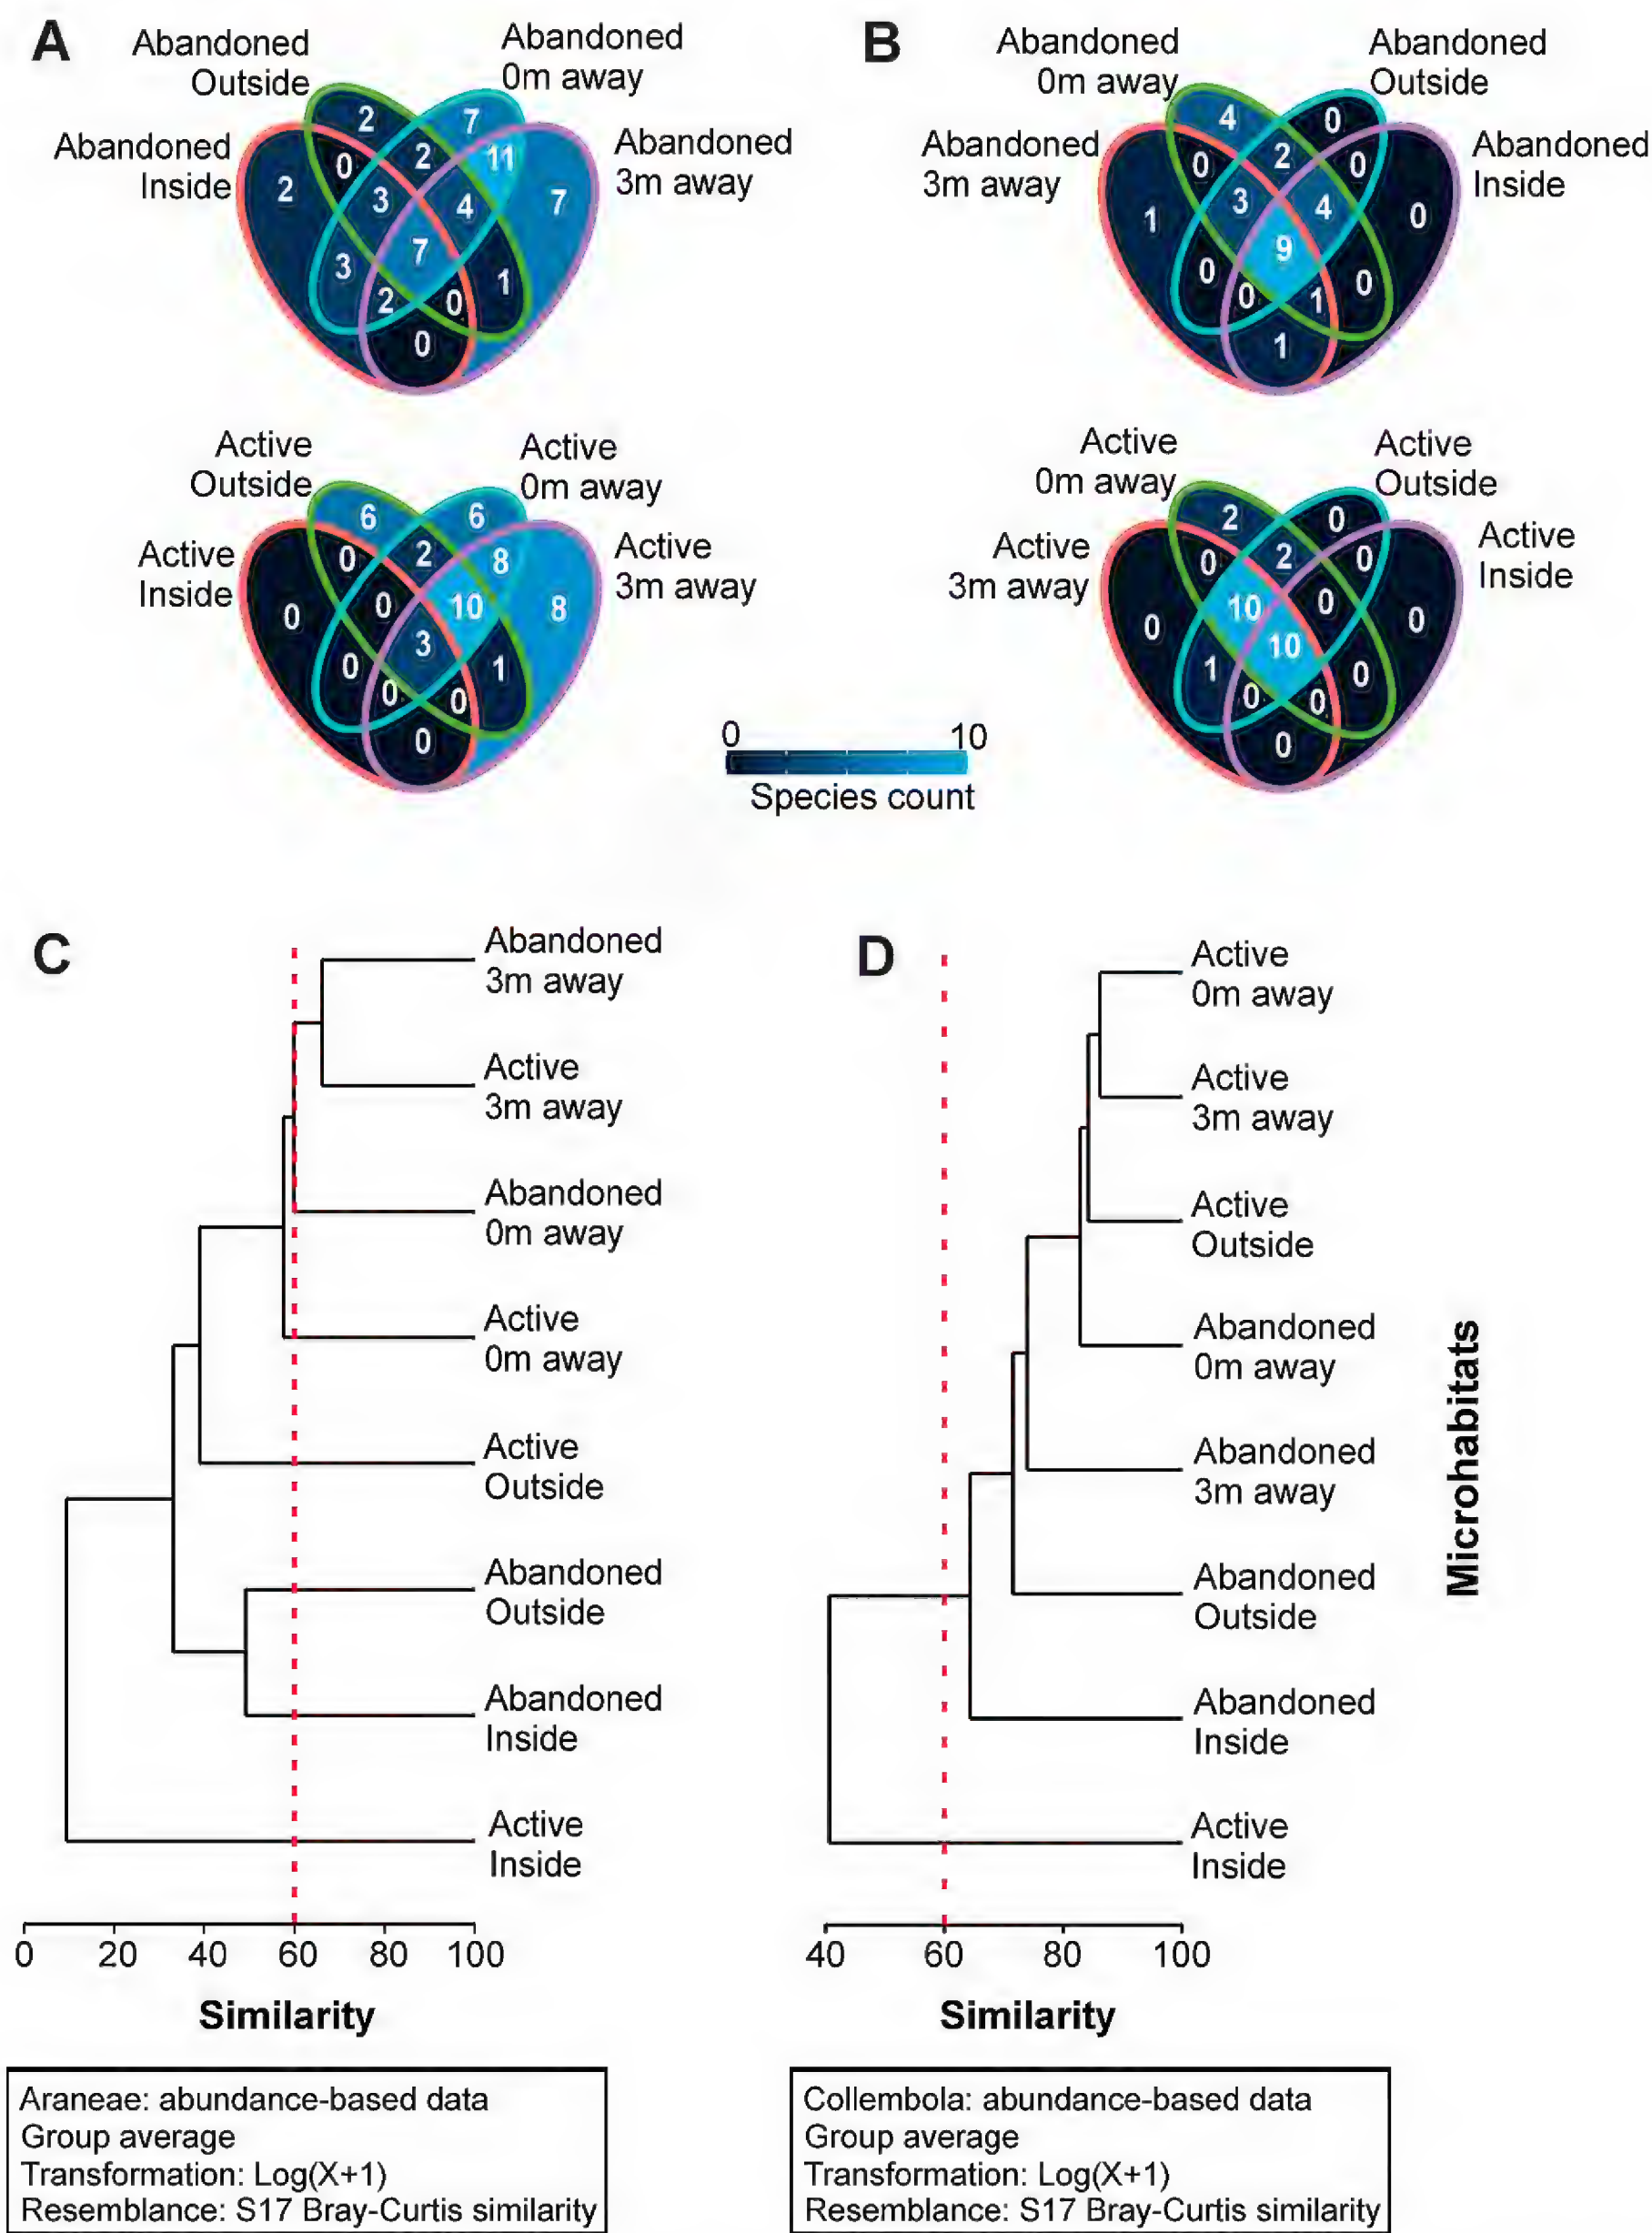 A
Abandoned
Outside
Abandoned
0m away
Abandoned
Inside
Abandoned
3m away
2
7
2
0
2
11
7
3
4
7
3
1
2
0
0
Active
Outside
Active
0m away
Active
Inside
Active
3m away
6
6
0
2
8
0
0
10
8
3
0
1
0
0
0
B
Abandoned
0m away
Abandoned
Outside
Abandoned
3m away
Abandoned
Inside
4
0
0
2
0
1
3
4
0
9
0
0
0
1
1
Active
0m away
Active
Outside
Active
3m away
Active
Inside
2
0
0
2
0
0
10
0
0
10
1
0
0
0
0
0 10
Species count
C
Abandoned
3m away
Active
3m away
Abandoned
0m away
Active
0m away
Active
Outside
Abandoned
Outside
Abandoned
Inside
Active
Inside
0 20 40 60 80 100
Similarity
Araneae: abundance-based data
Group average
Transformation: Log(X+1)
Resemblance: S17 Bray-Curtis similarity
D
Active
0m away
Active
3m away
Active
Outside
Abandoned
0m away
Abandoned
3m away
Abandoned
Outside
Abandoned
Inside
Active
Inside
Microhabitats
40 60 80 100
Similarity
Collembola: abundance-based data
Group average
Transformation: Log(X+1)
Resemblance: S17 Bray-Curtis similarity